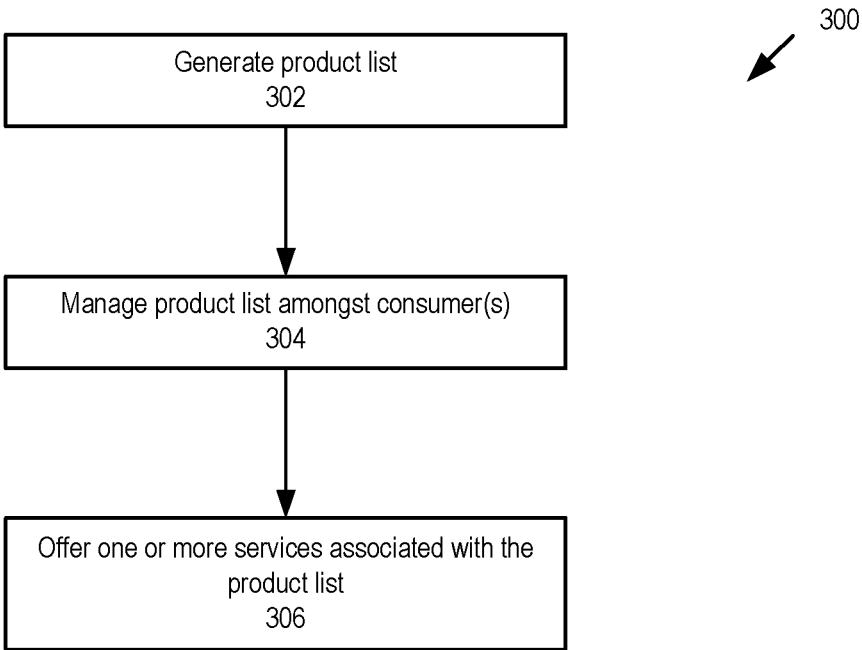 300
Generate product list
302
Manage product list amongst consumer(s)
304
Offer one or more services associated with the
product list
306